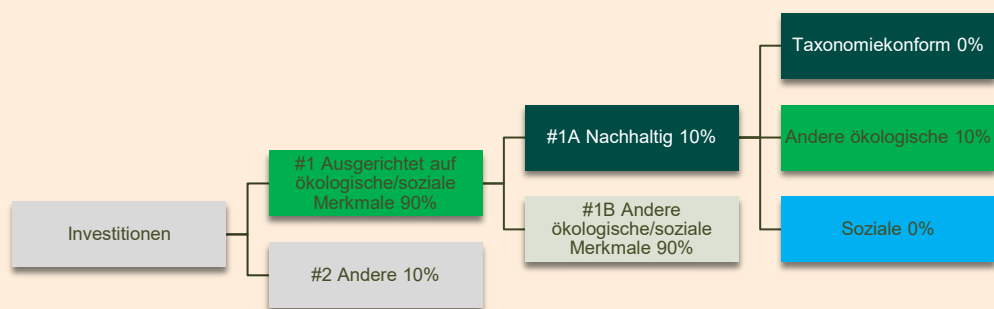 Investitionen
#1 Ausgerichtet auf
ökologische/soziale
Merkmale 90%
#2 Andere 10%
#1A Nachhaltig 10%
#1B Andere
ökologische/soziale
Merkmale 90%
Taxonomiekonform 0%
Andere ökologische 10%
Soziale 0%